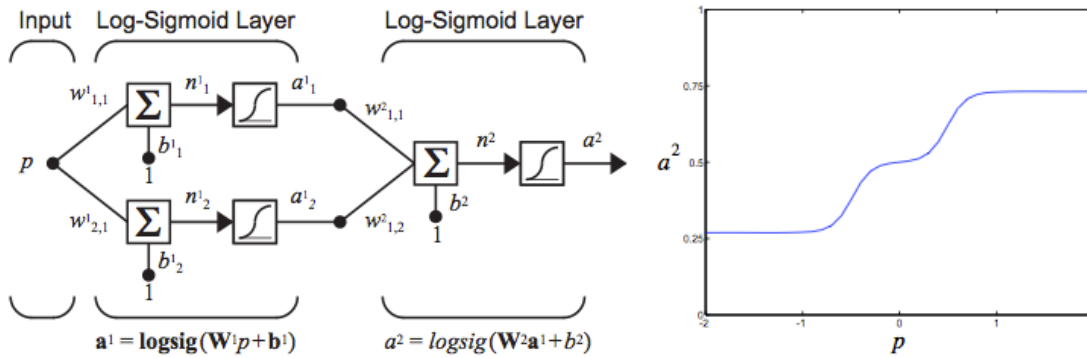 Input Log-Sigmoid Layer Log-Sigmoid Layer
w¹₁,₁ Σ n¹₁ a¹₁ w²₁,₁
b¹₁
1
p Σ n² a²
w¹₂,₁ Σ n¹₂ a¹₂ w²₁,₂ b²
1
b¹₂
1
a¹ = logsig(W¹p+b¹) a² = logsig(W²a¹+b²)
1
0.75
a² 0.5
0.25
0
-2 -1 0 1
p